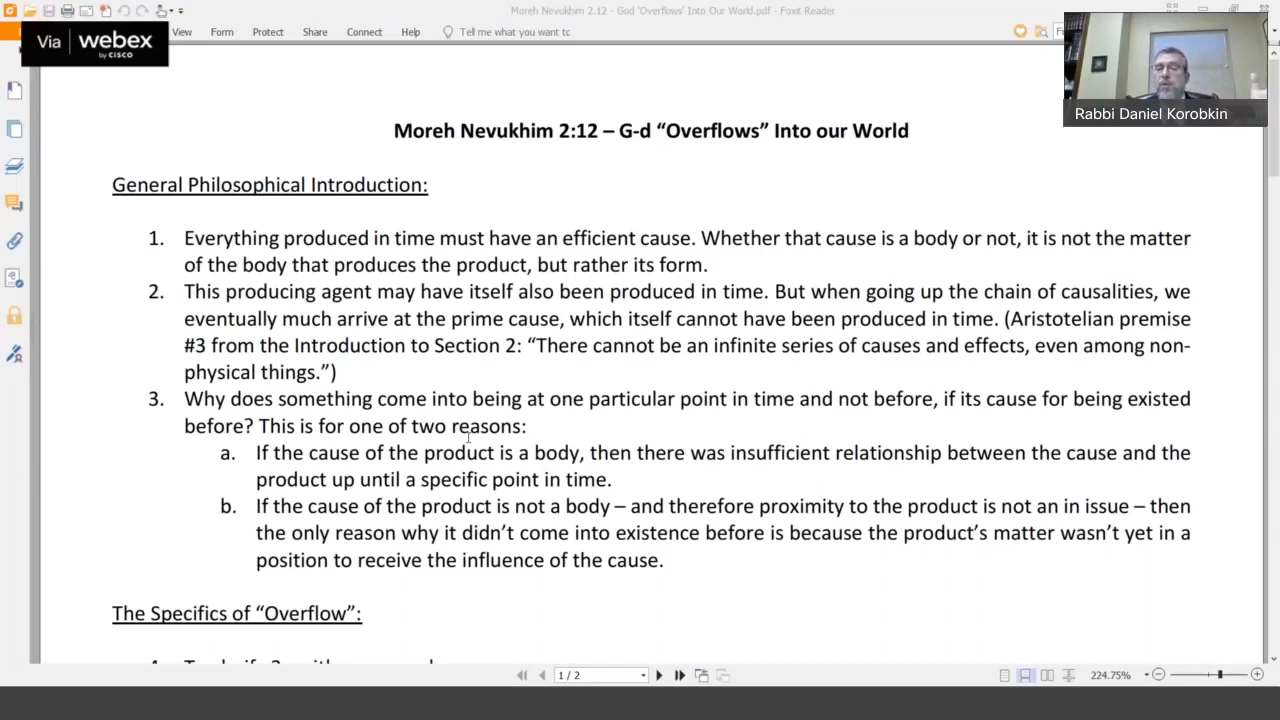 Moreh Nevukhm 2.12 - God 'Overflows' Into Our World.pdf - Foxit Reader
Via webex
by CISCO
View Form Protect Share Connect Help Tell me what you want tc
Rabbi Daniel Korobkin
Moreh Nevukhim 2:12 – G-d “Overflows” Into our World
General Philosophical Introduction:
1. Everything produced in time must have an efficient cause. Whether that cause is a body or not, it is not the matter
of the body that produces the product, but rather its form.
2. This producing agent may have itself also been produced in time. But when going up the chain of causalities, we
eventually much arrive at the prime cause, which itself cannot have been produced in time. (Aristotelian premise
#3 from the Introduction to Section 2: “There cannot be an infinite series of causes and effects, even among non-
physical things.”)
3. Why does something come into being at one particular point in time and not before, if its cause for being existed
before? This is for one of two reasons:
a. If the cause of the product is a body, then there was insufficient relationship between the cause and the
product up until a specific point in time.
b. If the cause of the product is not a body – and therefore proximity to the product is not an in issue – then
the only reason why it didn’t come into existence before is because the product’s matter wasn’t yet in a
position to receive the influence of the cause.
The Specifics of “Overflow”:
1 / 2
224.75%